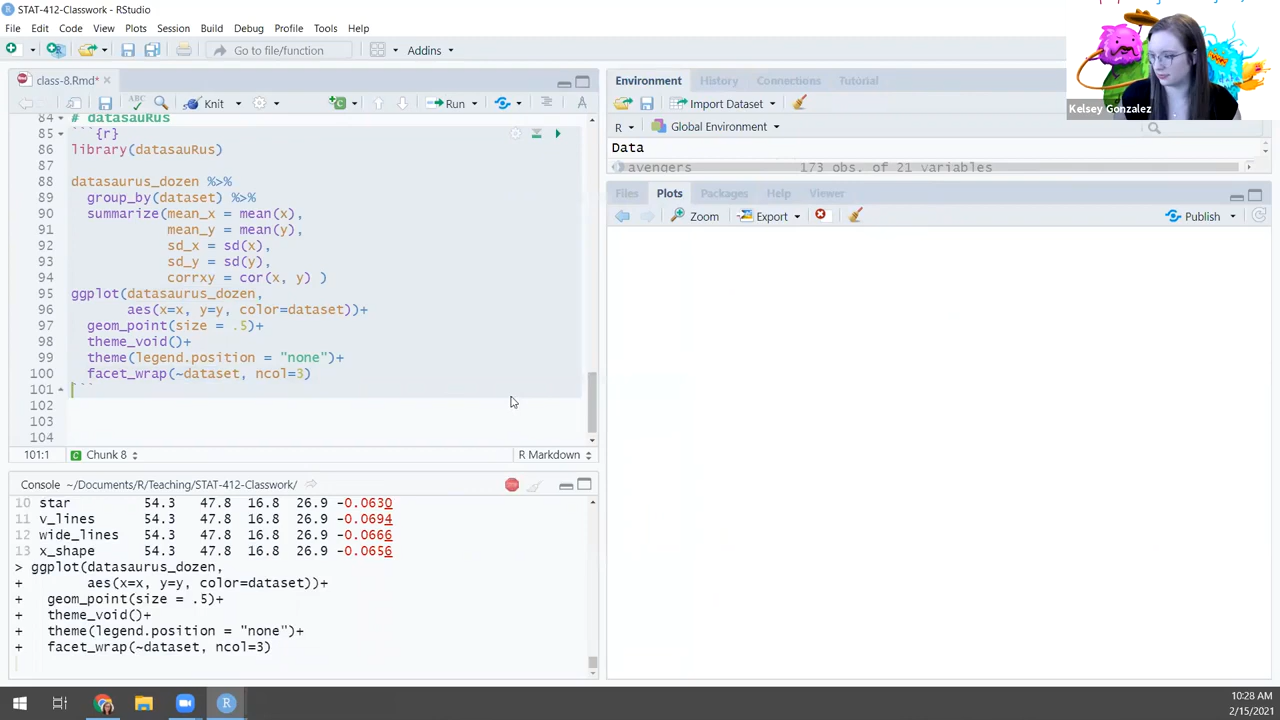 STAT-412-Classwork - RStudio
File Edit Code View Plots Session Build Debug Profile Tools Help
Go to file/function Addins
class-8.Rmd*
Knit Run
84 # datasauRus
85 ```{r}
86 library(datasauRus)
87
88 datasaurus_dozen %>%
89 group_by(dataset) %>%
90 summarize(mean_x = mean(x),
91 mean_y = mean(y),
92 sd_x = sd(x),
93 sd_y = sd(y),
94 corrxy = cor(x, y) )
95 ggplot(datasaurus_dozen,
96 aes(x=x, y=y, color=dataset))+
97 geom_point(size = .5)+
98 theme_void()+
99 theme(legend.position = "none")+
100 facet_wrap(~dataset, ncol=3)
101 ```
102
103
104
101:1 Chunk 8 R Markdown
Console ~/Documents/R/Teaching/STAT-412-Classwork/
10 star 54.3 47.8 16.8 26.9 -0.0630
11 v_lines 54.3 47.8 16.8 26.9 -0.0694
12 wide_lines 54.3 47.8 16.8 26.9 -0.0666
13 x_shape 54.3 47.8 16.8 26.9 -0.0656
> ggplot(datasaurus_dozen,
+ aes(x=x, y=y, color=dataset))+
+ geom_point(size = .5)+
+ theme_void()+
+ theme(legend.position = "none")+
+ facet_wrap(~dataset, ncol=3)
Environment History Connections Tutorial
Import Dataset
R Global Environment
Data
avengers 173 obs. of 21 variables
Files Plots Packages Help Viewer
Zoom Export Publish
Kelsey Gonzalez
10:28 AM
2/15/2021